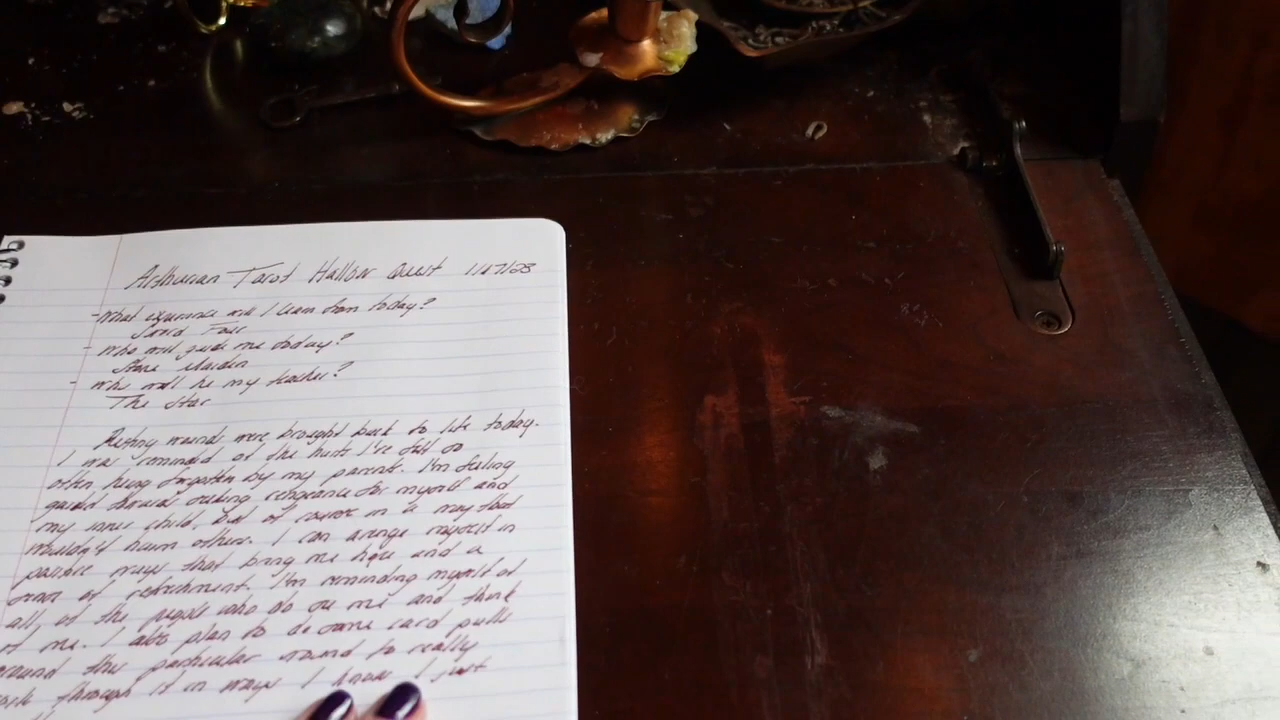 Arthurian Tarot Hallow Quest 1/17/23
- What experience will I learn from today?
Sword Four
- Who will guide me today?
Stone Maiden
- Who will be my teacher?
The Star
Resting wounds were brought back to life today.
I was reminded of the hurt I've felt so
often being forgotten by my parents. I'm feeling
guided towards seeking vengeance for myself and
my inner child, but of course in a way that
wouldn't harm others. I can avenge myself in
positive ways that bring me hope and a
sense of refreshment. I'm reminding myself of
all of the people who do see me and think
of me. I also plan to do some card pulls
around this particular wound to really
work through it in ways I know I just